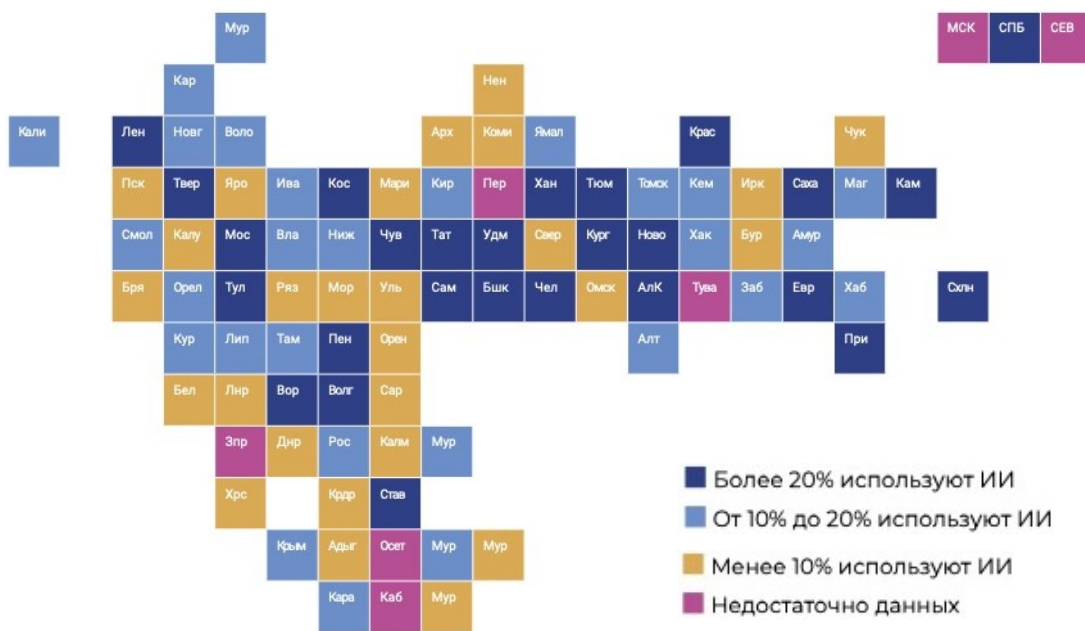 Мур МСК СПБ СЕВ
Кар Нен
Кали Лен Новг Воло Арх Коми Ямал Крас Чук
Пск Твер Яро Ива Кос Мари Кир Пер Хан Тюм Томск Кем Ирк Саха Маг Кам
Смол Калу Мос Вла Ниж Чув Тат Удм Свер Кург Ново Хак Бур Амур
Бря Орел Тул Ряз Мор Уль Сам Бшк Чел Омск АлК Тува Заб Евр Хаб Схлн
Кур Лип Там Пен Орен Алт При
Бел Лнр Вор Волг Сар
Зпр Днр Рос Калм Мур
Хрс Крдр Став
Крым Адыг Осет Мур Мур
Кара Каб Мур
Более 20% используют ИИ
От 10% до 20% используют ИИ
Менее 10% используют ИИ
Недостаточно данных